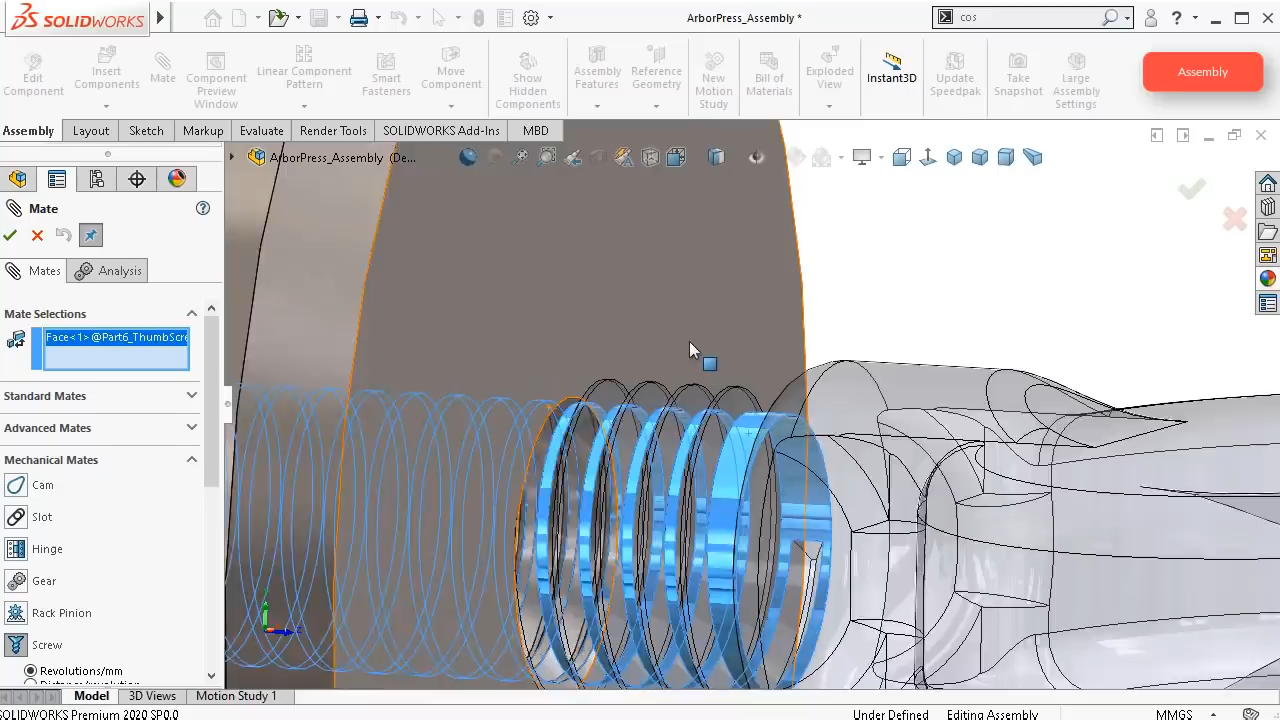 SOLIDWORKS
ArborPress_Assembly *
cos
Edit Component
Insert Components
Mate
Component Preview Window
Linear Component Pattern
Smart Fasteners
Move Component
Show Hidden Components
Assembly Features
Reference Geometry
New Motion Study
Bill of Materials
Exploded View
Instant3D
Update Speedpak
Take Snapshot
Large Assembly Settings
Assembly
Assembly
Layout
Sketch
Markup
Evaluate
Render Tools
SOLIDWORKS Add-Ins
MBD
ArborPress_Assembly (De...
Mate
Mates
Analysis
Mate Selections
Face<1>@Part6_ThumbScre
Standard Mates
Advanced Mates
Mechanical Mates
Cam
Slot
Hinge
Gear
Rack Pinion
Screw
Revolutions/mm
Z
Model
3D Views
Motion Study 1
SOLIDWORKS Premium 2020 SP0.0
Under Defined
Editing Assembly
MMGS